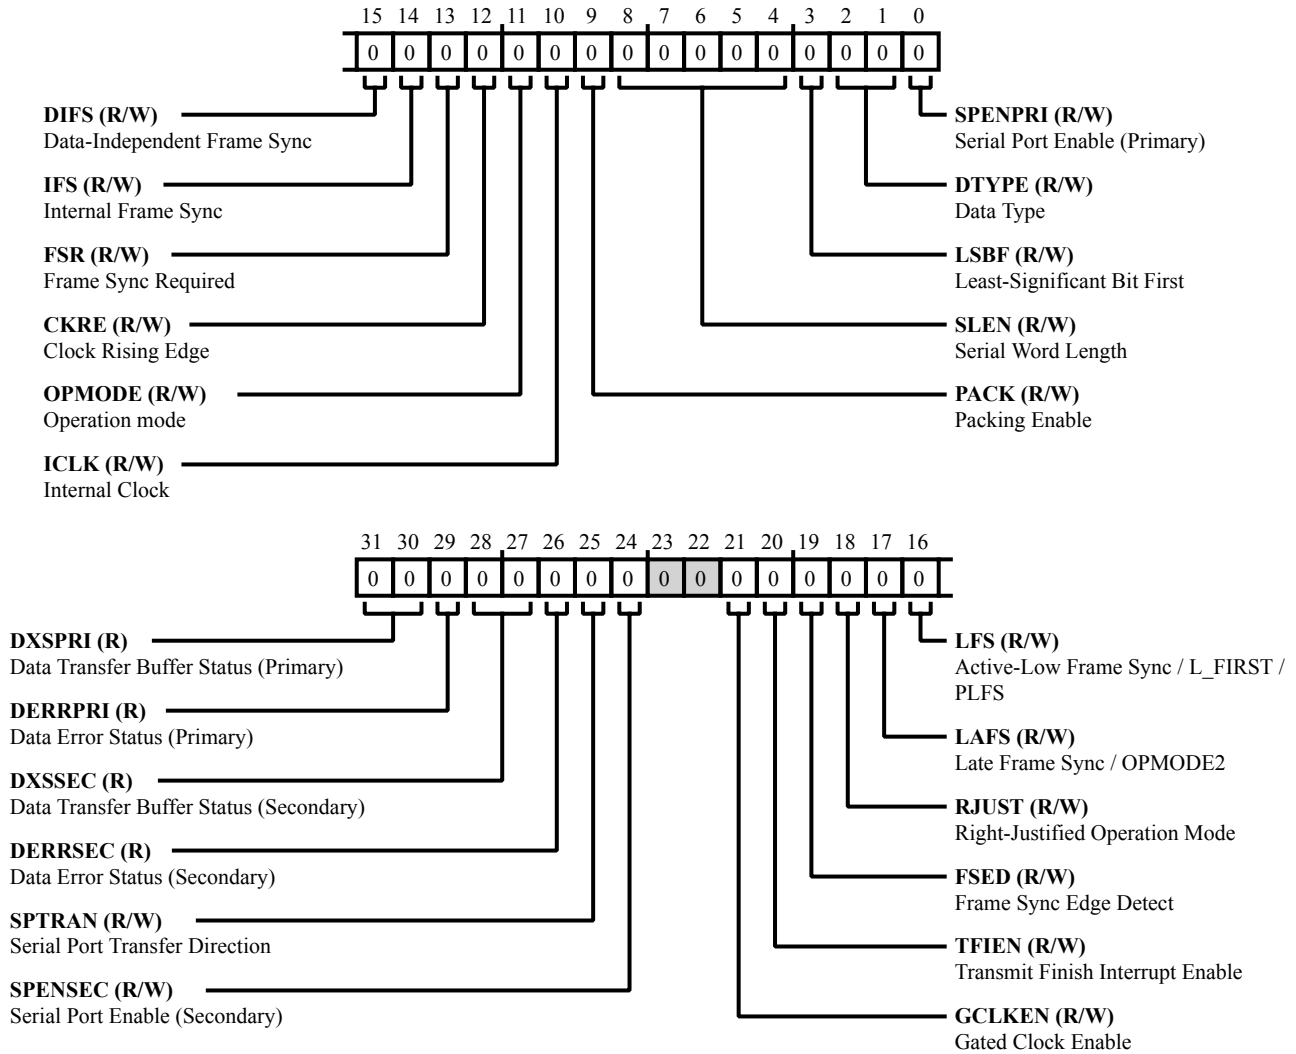 15 14 13 12 11 10 9 8 7 6 5 4 3 2 1 0
0 0 0 0 0 0 0 0 0 0 0 0 0 0 0 0
DIFS (R/W)
Data-Independent Frame Sync
IFS (R/W)
Internal Frame Sync
FSR (R/W)
Frame Sync Required
CKRE (R/W)
Clock Rising Edge
OPMODE (R/W)
Operation mode
ICLK (R/W)
Internal Clock
SPENPRI (R/W)
Serial Port Enable (Primary)
DTYPE (R/W)
Data Type
LSBF (R/W)
Least-Significant Bit First
SLEN (R/W)
Serial Word Length
PACK (R/W)
Packing Enable
31 30 29 28 27 26 25 24 23 22 21 20 19 18 17 16
0 0 0 0 0 0 0 0 0 0 0 0 0 0 0 0
DXSPRI (R)
Data Transfer Buffer Status (Primary)
DERRPRI (R)
Data Error Status (Primary)
DXSSEC (R)
Data Transfer Buffer Status (Secondary)
DERRSEC (R)
Data Error Status (Secondary)
SPTRAN (R/W)
Serial Port Transfer Direction
SPENSEC (R/W)
Serial Port Enable (Secondary)
LFS (R/W)
Active-Low Frame Sync / L_FIRST /
PLFS
LAFS (R/W)
Late Frame Sync / OPMODE2
RJUST (R/W)
Right-Justified Operation Mode
FSED (R/W)
Frame Sync Edge Detect
TFIEN (R/W)
Transmit Finish Interrupt Enable
GCLKEN (R/W)
Gated Clock Enable